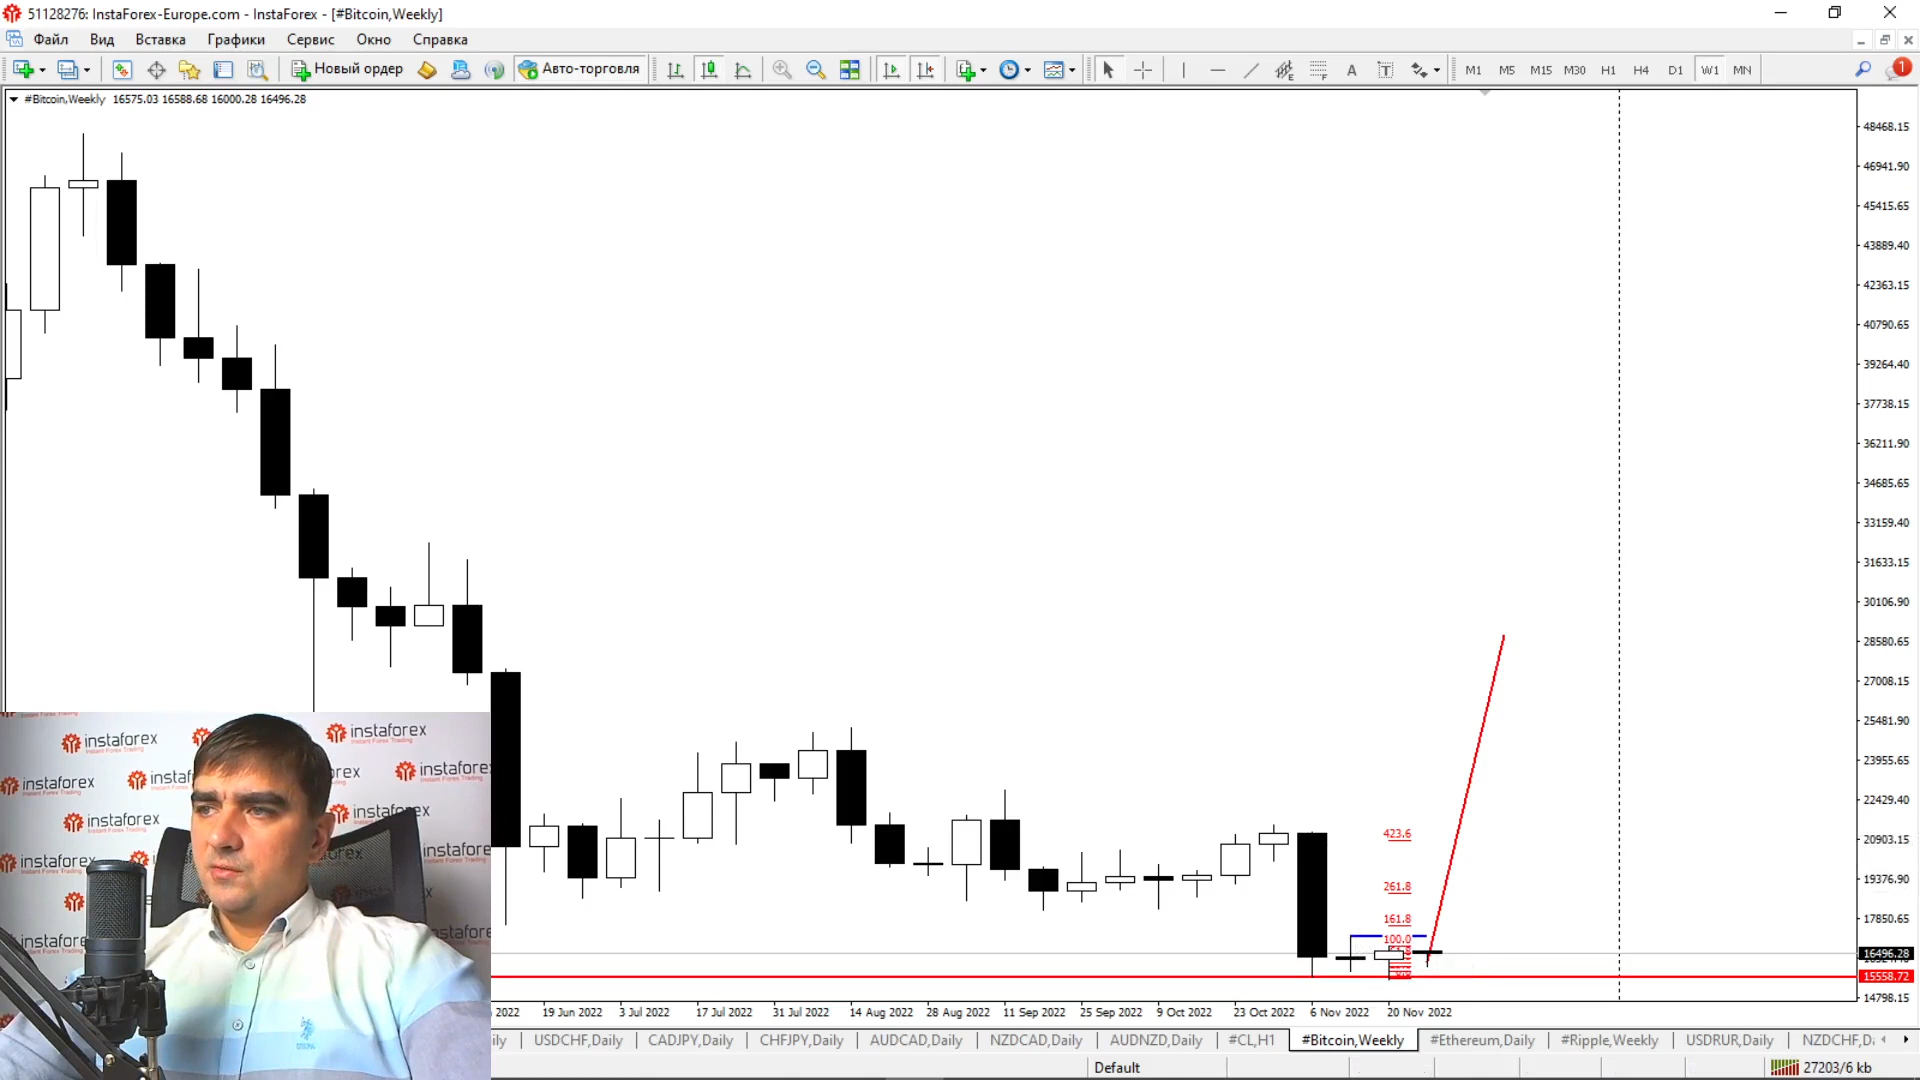 51128276: InstaForex-Europe.com - InstaForex - [#Bitcoin,Weekly]
Файл Вид Вставка Графики Сервис Окно Справка
Новый ордер Авто-торговля A T M1 M5 M15 M30 H1 H4 D1 W1 MN 1
#Bitcoin,Weekly 16575.03 16588.68 16000.28 16496.28
48468.15
46941.90
45415.65
43889.40
42363.15
40790.65
39264.40
37738.15
36211.90
34685.65
33159.40
31633.15
30106.90
28580.65
27008.15
25481.90
23955.65
22429.40
20903.15
19376.90
17850.65
16496.28
15558.72
14798.15
423.6
261.8
161.8
100.0
instaforex
Instant Forex Trading
instaforex
instaforex
instaforex
instaforex
instaforex
instaforex
2022 19 Jun 2022 3 Jul 2022 17 Jul 2022 31 Jul 2022 14 Aug 2022 28 Aug 2022 11 Sep 2022 25 Sep 2022 9 Oct 2022 23 Oct 2022 6 Nov 2022 20 Nov 2022
USDCHF,Daily CADJPY,Daily CHFJPY,Daily AUDCAD,Daily NZDCAD,Daily AUDNZD,Daily #CL,H1 #Bitcoin,Weekly #Ethereum,Daily #Ripple,Weekly USDRUR,Daily NZDCHF,D
Default 27203/6 kb